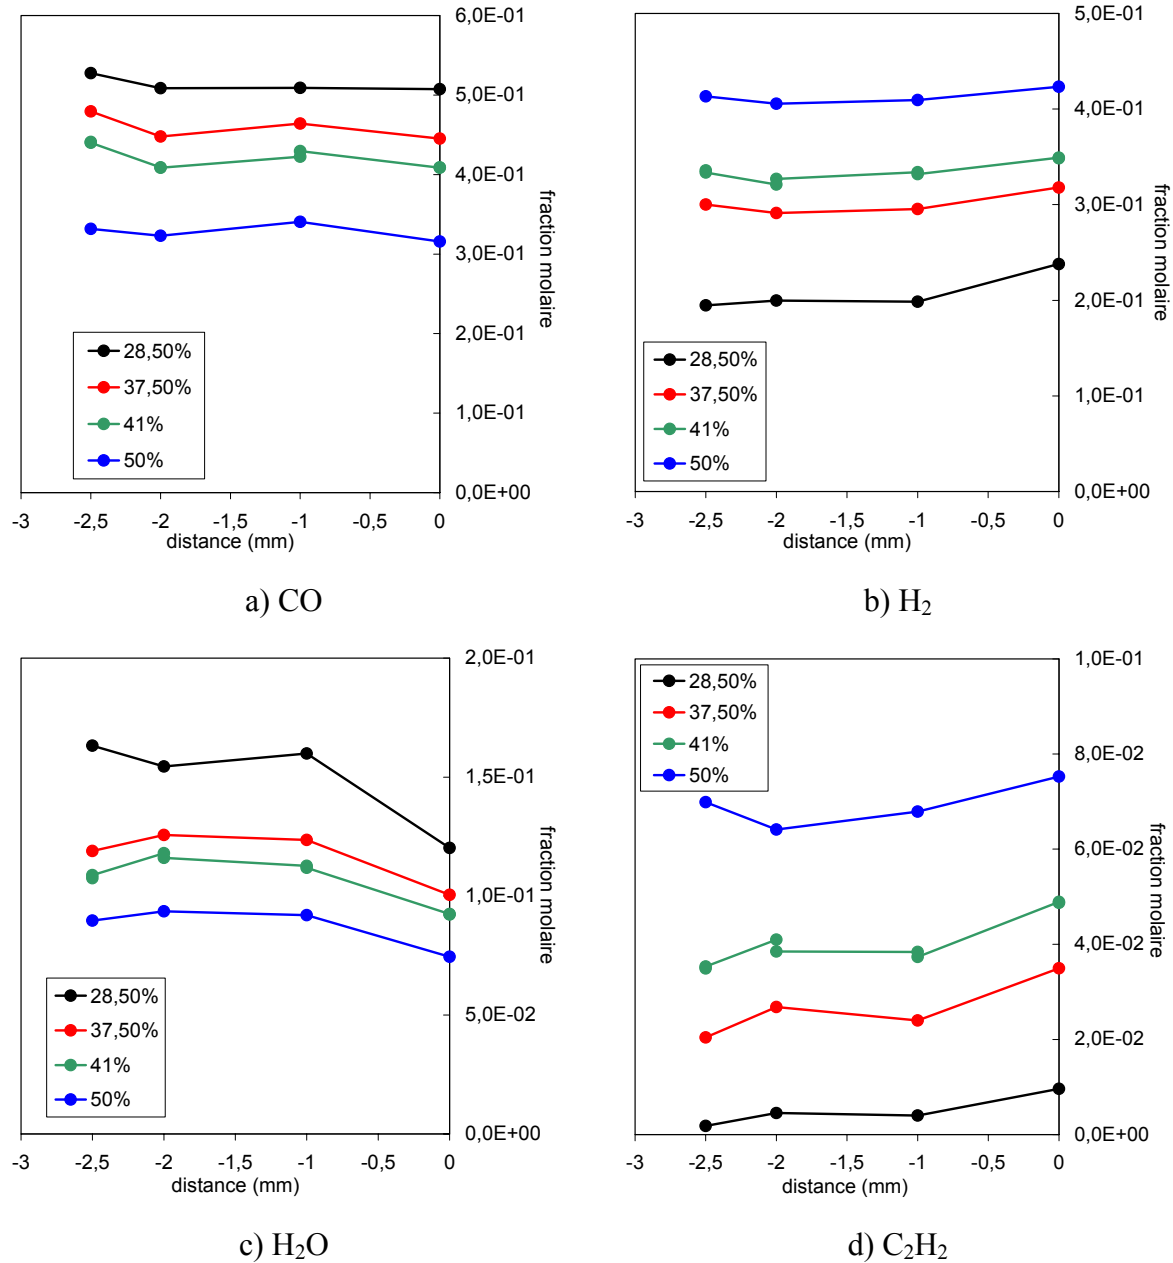 6,0E-01
5,0E-01
4,0E-01
3,0E-01
2,0E-01
1,0E-01
0,0E+00
fraction molaire
28,50%
37,50%
41%
50%
-3 -2,5 -2 -1,5 -1 -0,5 0
distance (mm)
a) CO
5,0E-01
4,0E-01
3,0E-01
2,0E-01
1,0E-01
0,0E+00
fraction molaire
28,50%
37,50%
41%
50%
-3 -2,5 -2 -1,5 -1 -0,5 0
distance (mm)
b) H₂
2,0E-01
1,5E-01
1,0E-01
5,0E-02
0,0E+00
fraction molaire
28,50%
37,50%
41%
50%
-3 -2,5 -2 -1,5 -1 -0,5 0
distance (mm)
c) H₂O
1,0E-01
8,0E-02
6,0E-02
4,0E-02
2,0E-02
0,0E+00
fraction molaire
28,50%
37,50%
41%
50%
-3 -2,5 -2 -1,5 -1 -0,5 0
distance (mm)
d) C₂H₂